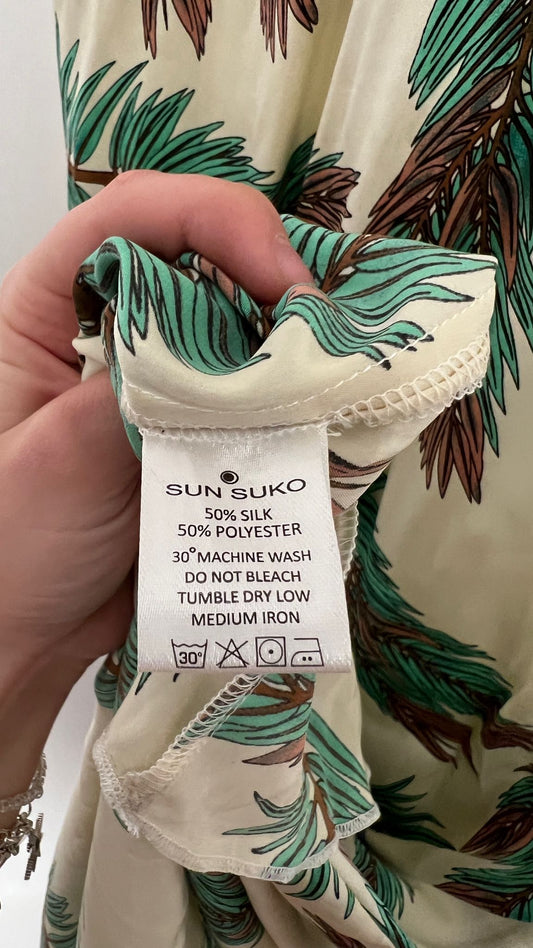 SUN SUKO
50% SILK
50% POLYESTER
30° MACHINE WASH
DO NOT BLEACH
TUMBLE DRY LOW
MEDIUM IRON
30°